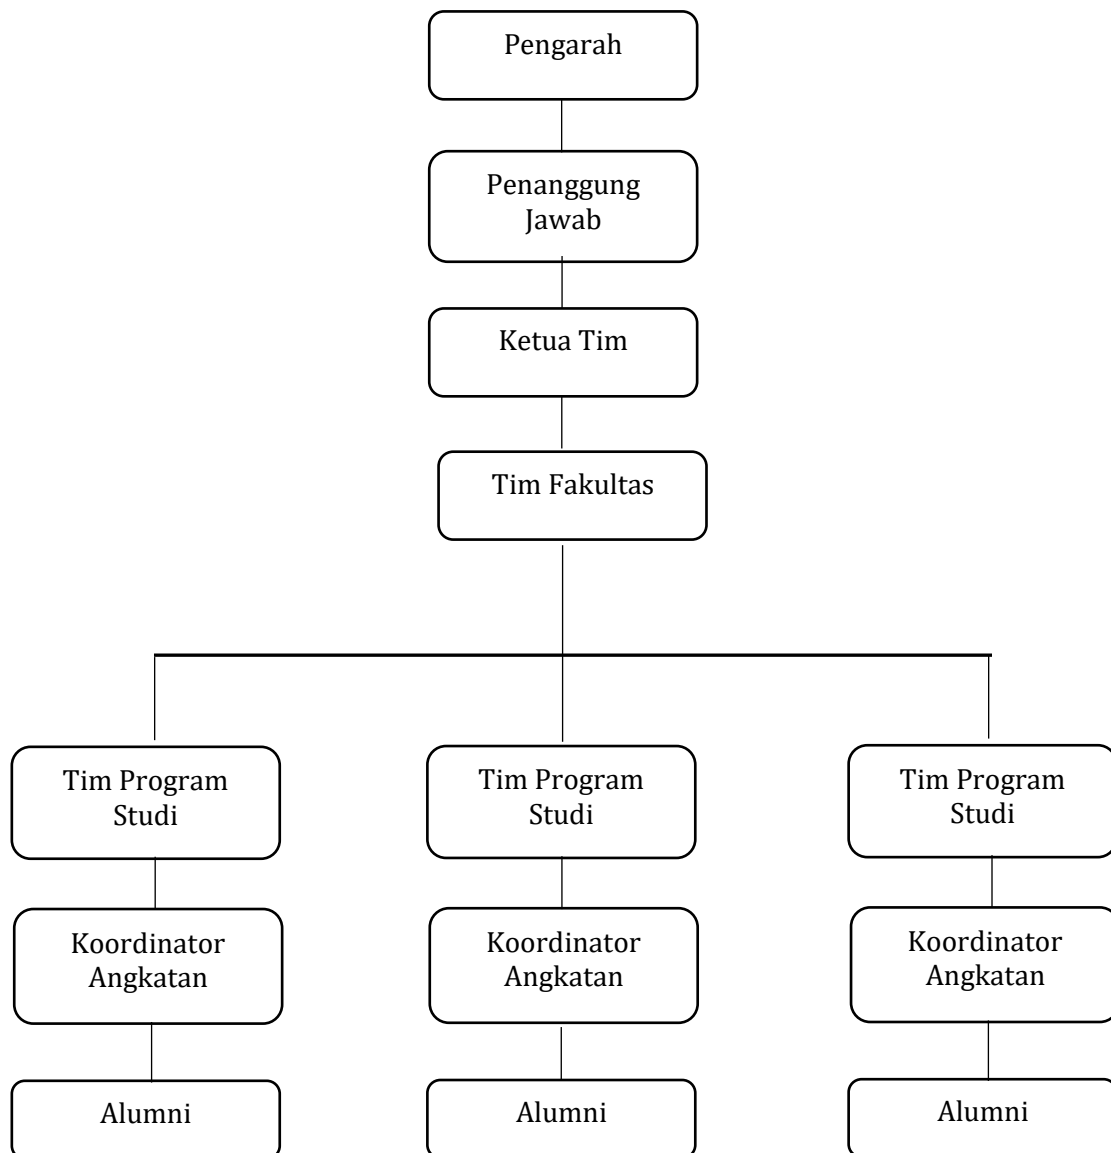 Pengarah
Penanggung
Jawab
Ketua Tim
Tim Fakultas
Tim Program
Studi
Tim Program
Studi
Tim Program
Studi
Koordinator
Angkatan
Koordinator
Angkatan
Koordinator
Angkatan
Alumni
Alumni
Alumni